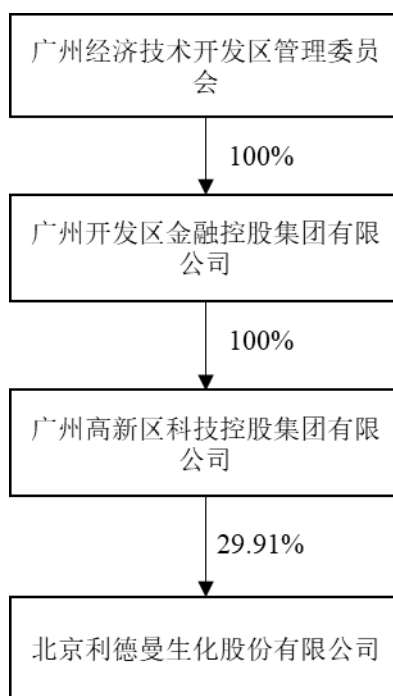 广州经济技术开发区管理委员
会
100%
广州开发区金融控股集团有限
公司
100%
广州高新区科技控股集团有限
公司
29.91%
北京利德曼生化股份有限公司